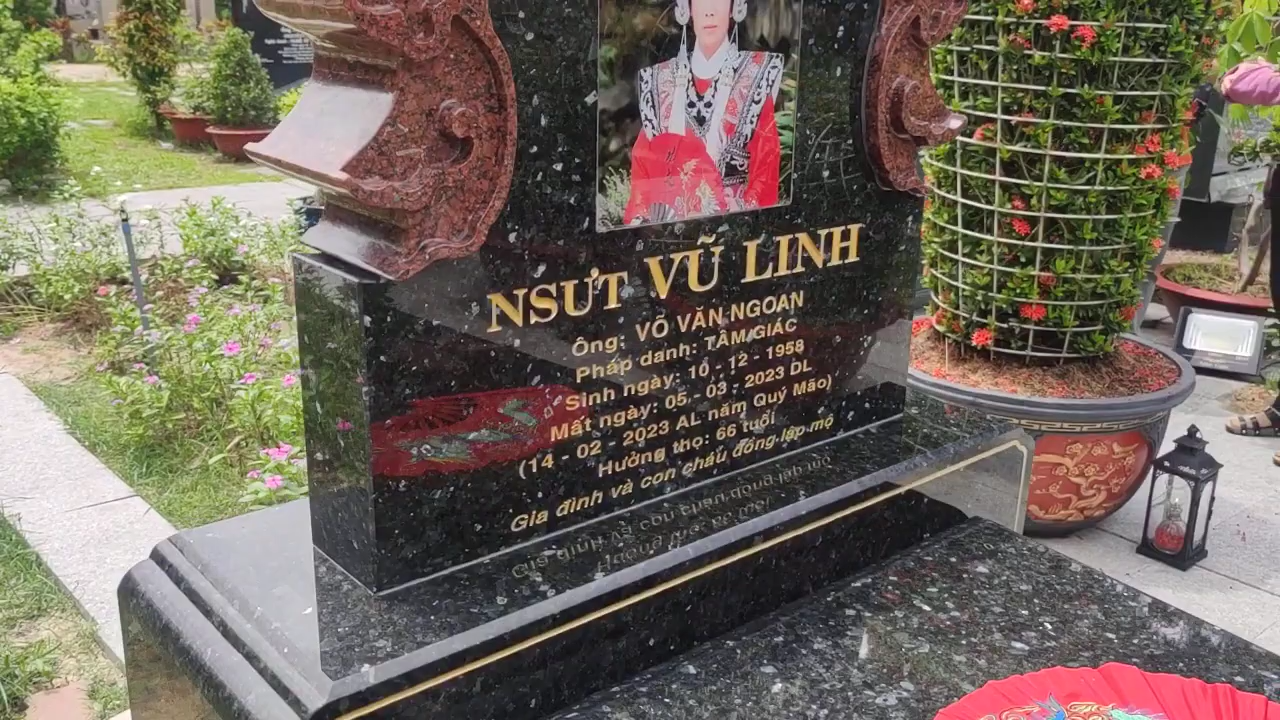 NSƯT VŨ LINH
Ông: VÕ VĂN NGOAN
Pháp danh: TÂM GIÁC
Sinh ngày: 10 - 12 - 1958
Mất ngày: 05 - 03 - 2023 DL
(14 - 02 - 2023 AL năm Quý Mão)
Hưởng thọ: 66 tuổi
Gia đình và con cháu đồng lập mộ